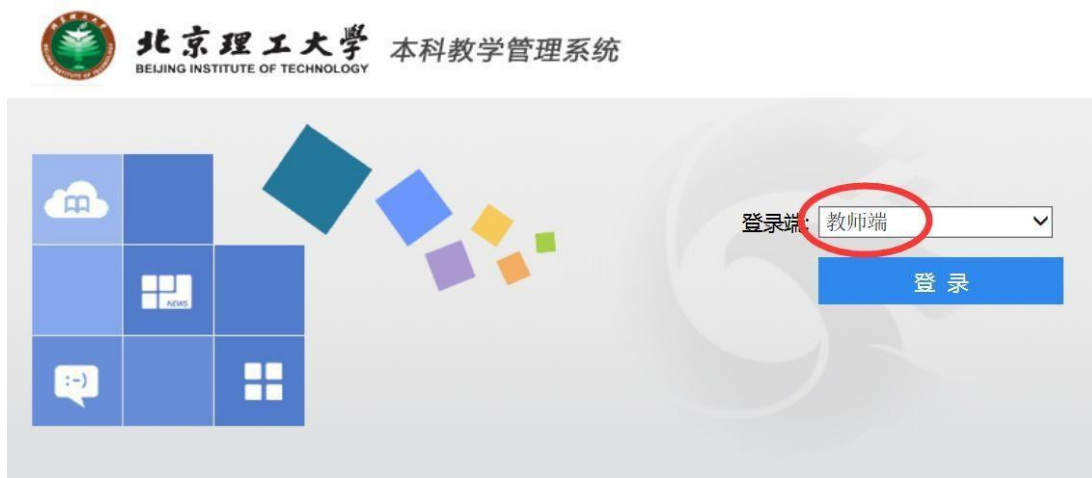 北京理工大學
BEIJING INSTITUTE OF TECHNOLOGY
本科教学管理系统
登录端:
教师端
登 录
NEWS
:-)